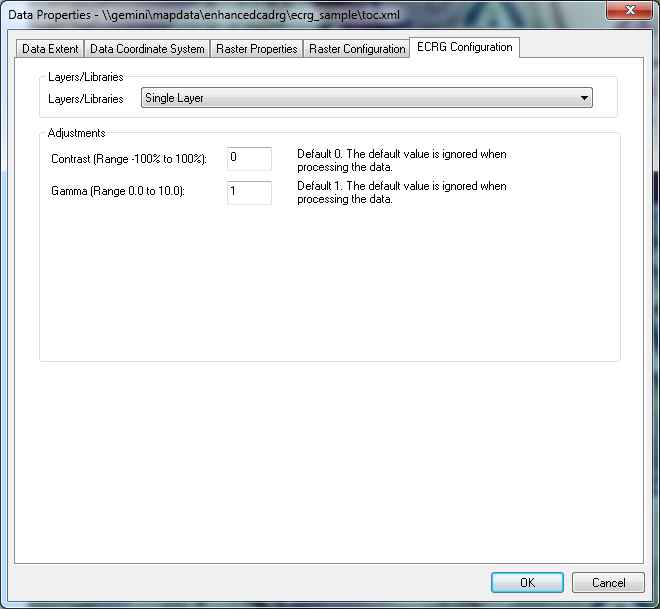 Data Properties - \\gemini\mapdata\enhancedcadrg\ecrg_sample\toc.xml
Data Extent
Data Coordinate System
Raster Properties
Raster Configuration
ECRG Configuration
Layers/Libraries
Layers/Libraries
Single Layer
Adjustments
Contrast (Range -100% to 100%):
0
Default 0. The default value is ignored when
processing the data.
Gamma (Range 0.0 to 10.0):
1
Default 1. The default value is ignored when
processing the data.
OK
Cancel